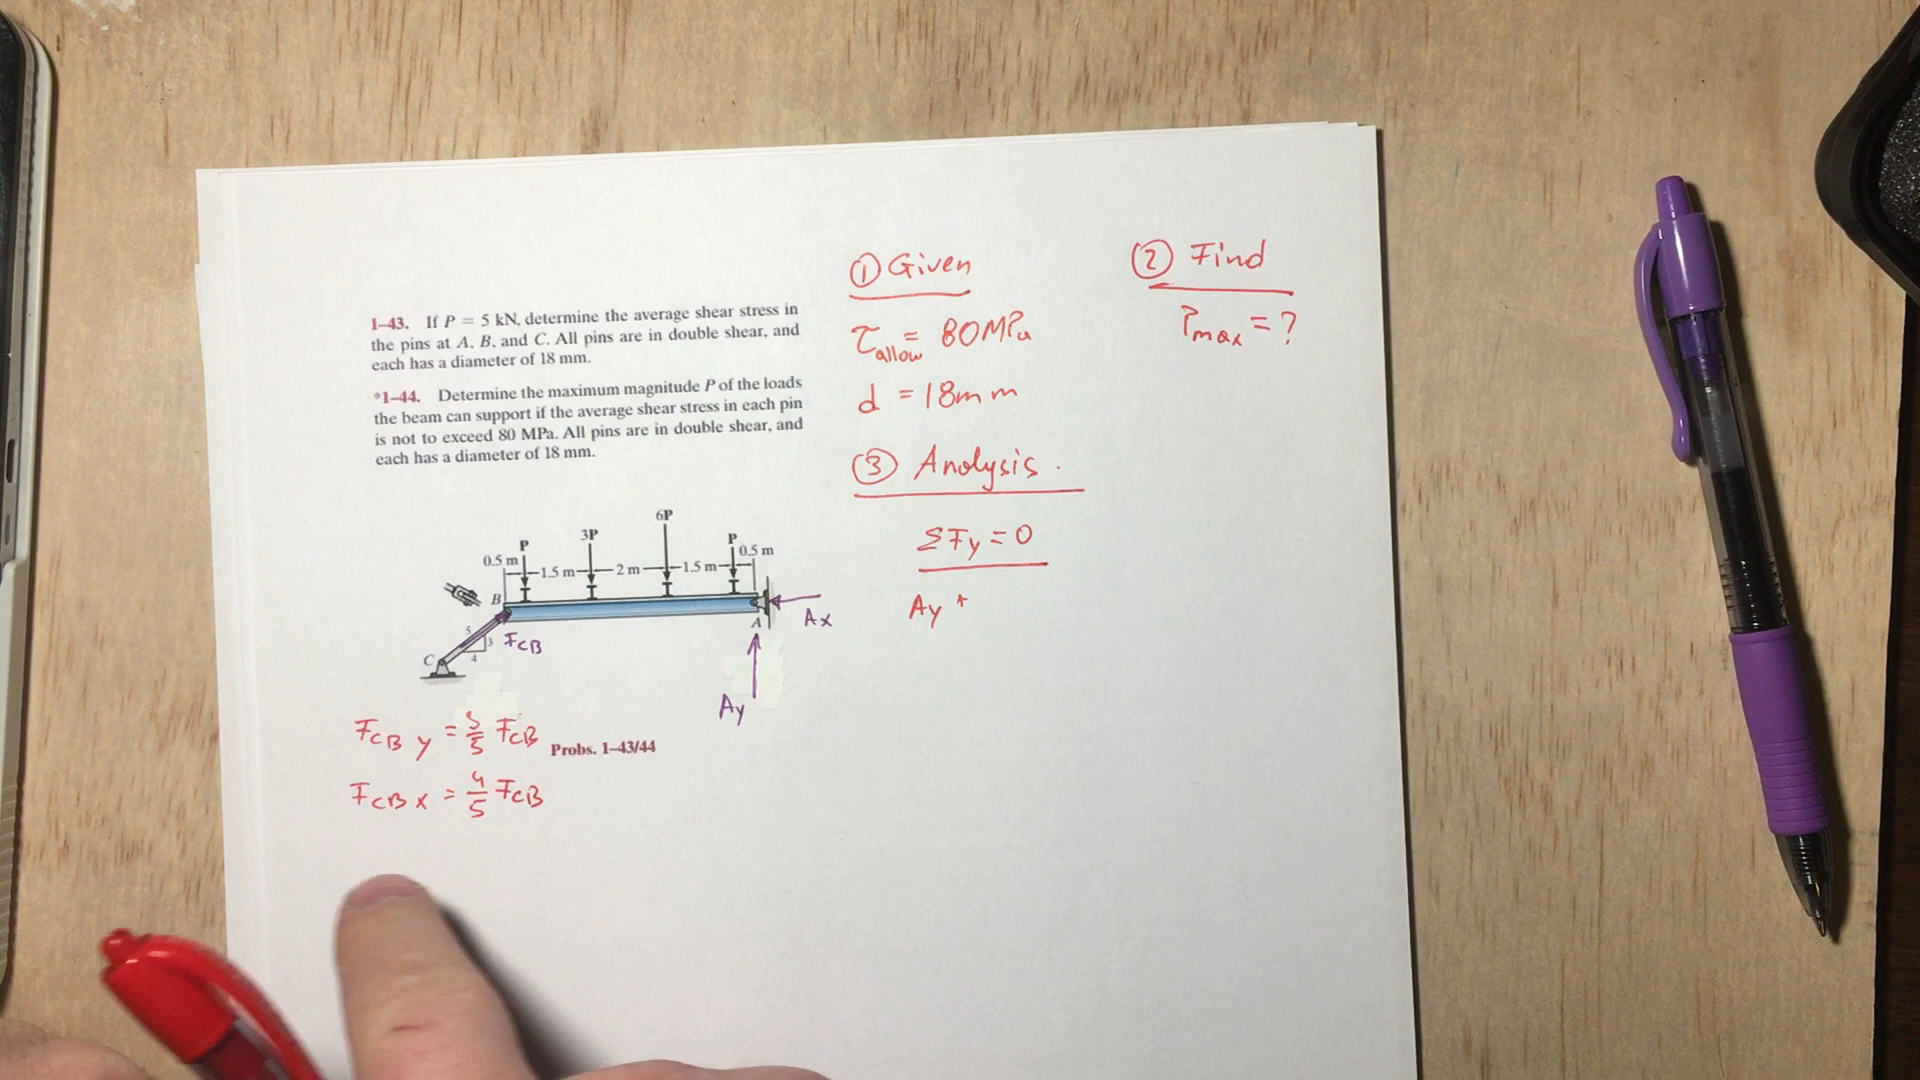 1–43. If P = 5 kN, determine the average shear stress in
the pins at A, B, and C. All pins are in double shear, and
each has a diameter of 18 mm.
*1–44. Determine the maximum magnitude P of the loads
the beam can support if the average shear stress in each pin
is not to exceed 80 MPa. All pins are in double shear, and
each has a diameter of 18 mm.
6P
3P
P
P
0.5 m
0.5 m
1.5 m
2 m
1.5 m
B
A
Ax
5
3
4
FCB
C
Ay
FCB y = 3/5 FCB
Probs. 1–43/44
FCB x = 4/5 FCB
① Given
τallow = 80MPa
d = 18mm
② Find
Pmax = ?
③ Analysis.
ΣFy = 0
Ay +